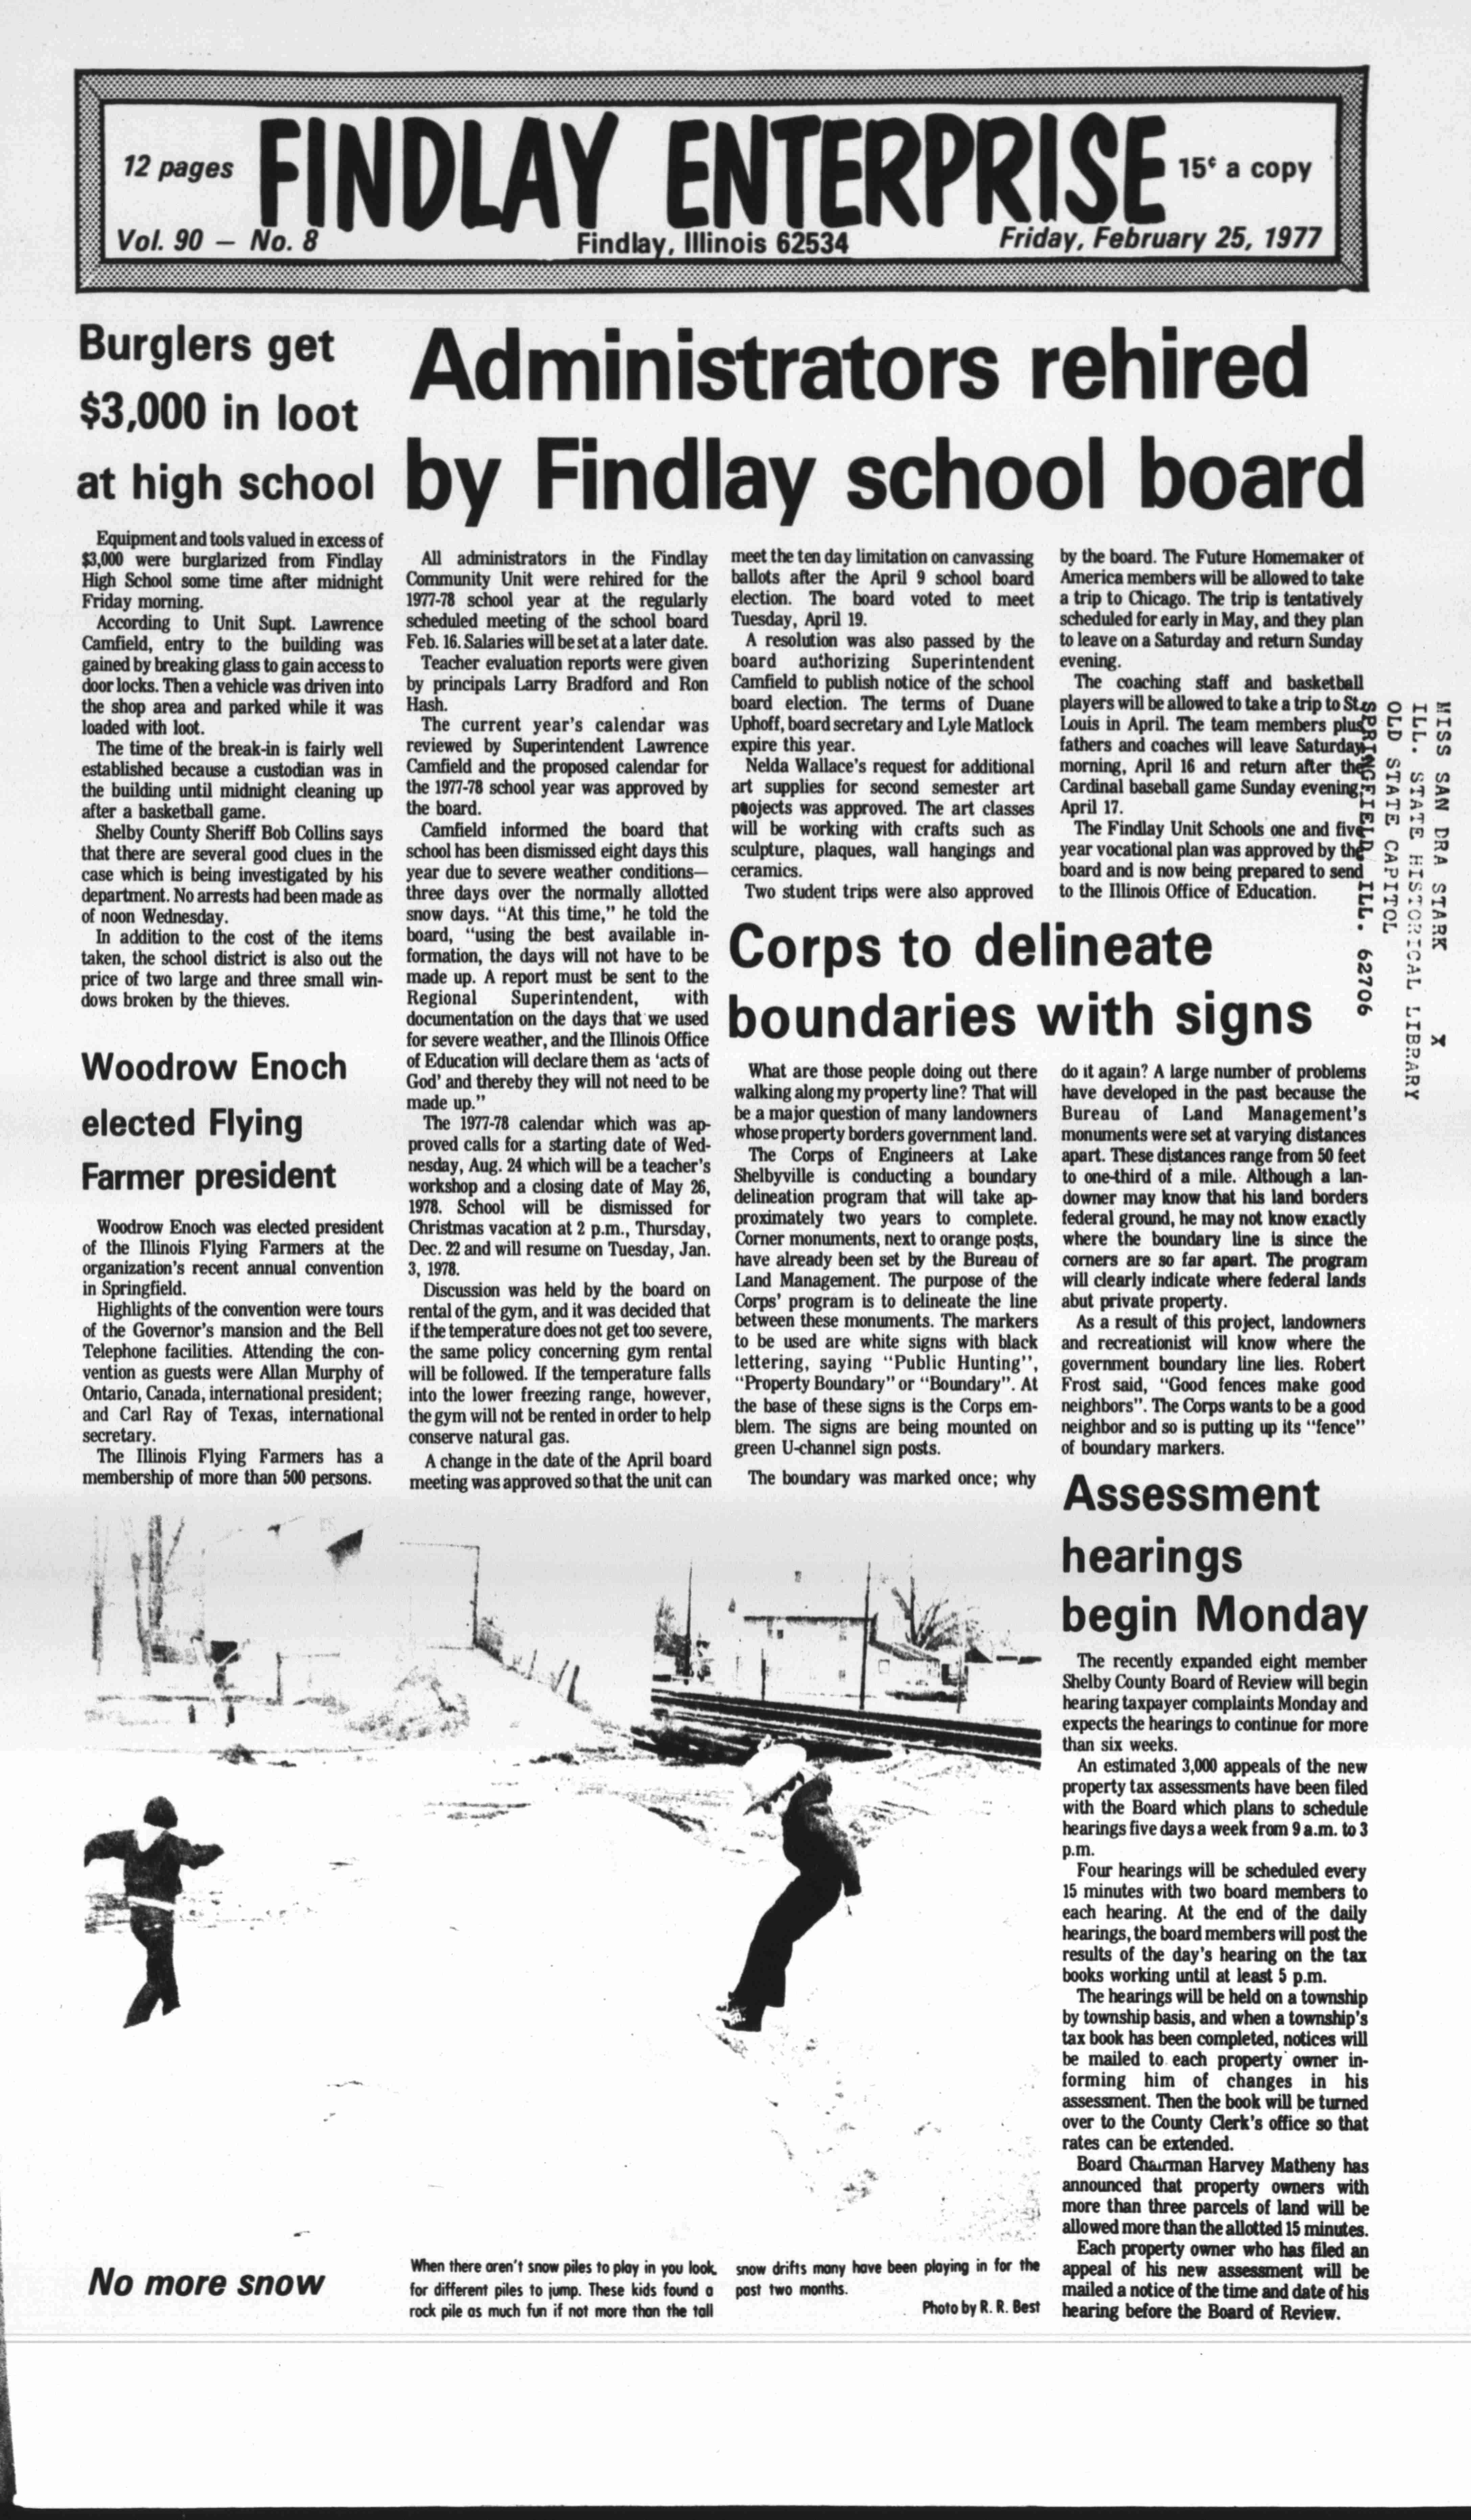 12 pages
FINDLAY ENTERPRISE
15¢ a copy
Vol. 90 — No. 8
Findlay, Illinois 62534
Friday, February 25, 1977
Burglers get
$3,000 in loot
at high school
Equipment and tools valued in excess of
$3,000 were burglarized from Findlay
High School some time after midnight
Friday morning.
According to Unit Supt. Lawrence
Camfield, entry to the building was
gained by breaking glass to gain access to
door locks. Then a vehicle was driven into
the shop area and parked while it was
loaded with loot.
The time of the break-in is fairly well
established because a custodian was in
the building until midnight cleaning up
after a basketball game.
Shelby County Sheriff Bob Collins says
that there are several good clues in the
case which is being investigated by his
department. No arrests had been made as
of noon Wednesday.
In addition to the cost of the items
taken, the school district is also out the
price of two large and three small win-
dows broken by the thieves.
Woodrow Enoch
elected Flying
Farmer president
Woodrow Enoch was elected president
of the Illinois Flying Farmers at the
organization's recent annual convention
in Springfield.
Highlights of the convention were tours
of the Governor's mansion and the Bell
Telephone facilities. Attending the con-
vention as guests were Allan Murphy of
Ontario, Canada, international president;
and Carl Ray of Texas, international
secretary.
The Illinois Flying Farmers has a
membership of more than 500 persons.
Administrators rehired
by Findlay school board
All administrators in the Findlay
Community Unit were rehired for the
1977-78 school year at the regularly
scheduled meeting of the school board
Feb. 16. Salaries will be set at a later date.
Teacher evaluation reports were given
by principals Larry Bradford and Ron
Hash.
The current year's calendar was
reviewed by Superintendent Lawrence
Camfield and the proposed calendar for
the 1977-78 school year was approved by
the board.
Camfield informed the board that
school has been dismissed eight days this
year due to severe weather conditions—
three days over the normally allotted
snow days. "At this time," he told the
board, "using the best available in-
formation, the days will not have to be
made up. A report must be sent to the
Regional Superintendent, with
documentation on the days that we used
for severe weather, and the Illinois Office
of Education will declare them as 'acts of
God' and thereby they will not need to be
made up."
The 1977-78 calendar which was ap-
proved calls for a starting date of Wed-
nesday, Aug. 24 which will be a teacher's
workshop and a closing date of May 26,
1978. School will be dismissed for
Christmas vacation at 2 p.m., Thursday,
Dec. 22 and will resume on Tuesday, Jan.
3, 1978.
Discussion was held by the board on
rental of the gym, and it was decided that
if the temperature does not get too severe,
the same policy concerning gym rental
will be followed. If the temperature falls
into the lower freezing range, however,
the gym will not be rented in order to help
conserve natural gas.
A change in the date of the April board
meeting was approved so that the unit can
meet the ten day limitation on canvassing
ballots after the April 9 school board
election. The board voted to meet
Tuesday, April 19.
A resolution was also passed by the
board authorizing Superintendent
Camfield to publish notice of the school
board election. The terms of Duane
Uphoff, board secretary and Lyle Matlock
expire this year.
Nelda Wallace's request for additional
art supplies for second semester art
projects was approved. The art classes
will be working with crafts such as
sculpture, plaques, wall hangings and
ceramics.
Two student trips were also approved
by the board. The Future Homemaker of
America members will be allowed to take
a trip to Chicago. The trip is tentatively
scheduled for early in May, and they plan
to leave on a Saturday and return Sunday
evening.
The coaching staff and basketball
players will be allowed to take a trip to St.
Louis in April. The team members plus
fathers and coaches will leave Saturday
morning, April 16 and return after the
Cardinal baseball game Sunday evening,
April 17.
The Findlay Unit Schools one and five
year vocational plan was approved by the
board and is now being prepared to send
to the Illinois Office of Education.
MISS SAN DRA STARK X
ILL. STATE HISTORICAL LIBRARY
OLD STATE CAPITOL
SPRINGFIELD, ILL. 62706
Corps to delineate
boundaries with signs
What are those people doing out there
walking along my property line? That will
be a major question of many landowners
whose property borders government land.
The Corps of Engineers at Lake
Shelbyville is conducting a boundary
delineation program that will take ap-
proximately two years to complete.
Corner monuments, next to orange posts,
have already been set by the Bureau of
Land Management. The purpose of the
Corps' program is to delineate the line
between these monuments. The markers
to be used are white signs with black
lettering, saying "Public Hunting",
"Property Boundary" or "Boundary". At
the base of these signs is the Corps em-
blem. The signs are being mounted on
green U-channel sign posts.
The boundary was marked once; why
do it again? A large number of problems
have developed in the past because the
Bureau of Land Management's
monuments were set at varying distances
apart. These distances range from 50 feet
to one-third of a mile. Although a lan-
downer may know that his land borders
federal ground, he may not know exactly
where the boundary line is since the
corners are so far apart. The program
will clearly indicate where federal lands
abut private property.
As a result of this project, landowners
and recreationist will know where the
government boundary line lies. Robert
Frost said, "Good fences make good
neighbors". The Corps wants to be a good
neighbor and so is putting up its "fence"
of boundary markers.
Assessment
hearings
begin Monday
The recently expanded eight member
Shelby County Board of Review will begin
hearing taxpayer complaints Monday and
expects the hearings to continue for more
than six weeks.
An estimated 3,000 appeals of the new
property tax assessments have been filed
with the Board which plans to schedule
hearings five days a week from 9 a.m. to 3
p.m.
Four hearings will be scheduled every
15 minutes with two board members to
each hearing. At the end of the daily
hearings, the board members will post the
results of the day's hearing on the tax
books working until at least 5 p.m.
The hearings will be held on a township
by township basis, and when a township's
tax book has been completed, notices will
be mailed to each property owner in-
forming him of changes in his
assessment. Then the book will be turned
over to the County Clerk's office so that
rates can be extended.
Board Chairman Harvey Matheny has
announced that property owners with
more than three parcels of land will be
allowed more than the allotted 15 minutes.
Each property owner who has filed an
appeal of his new assessment will be
mailed a notice of the time and date of his
hearing before the Board of Review.
No more snow
When there aren't snow piles to play in you look
for different piles to jump. These kids found a
rock pile as much fun if not more than the tall
snow drifts many have been playing in for the
past two months.
Photo by R. R. Best